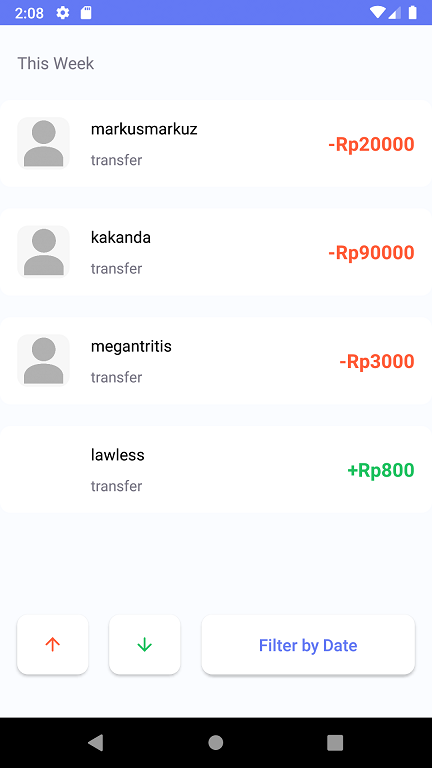 2:08
This Week
markusmarkuz
transfer
-Rp20000
kakanda
transfer
-Rp90000
megantritis
transfer
-Rp3000
lawless
transfer
+Rp800
Filter by Date